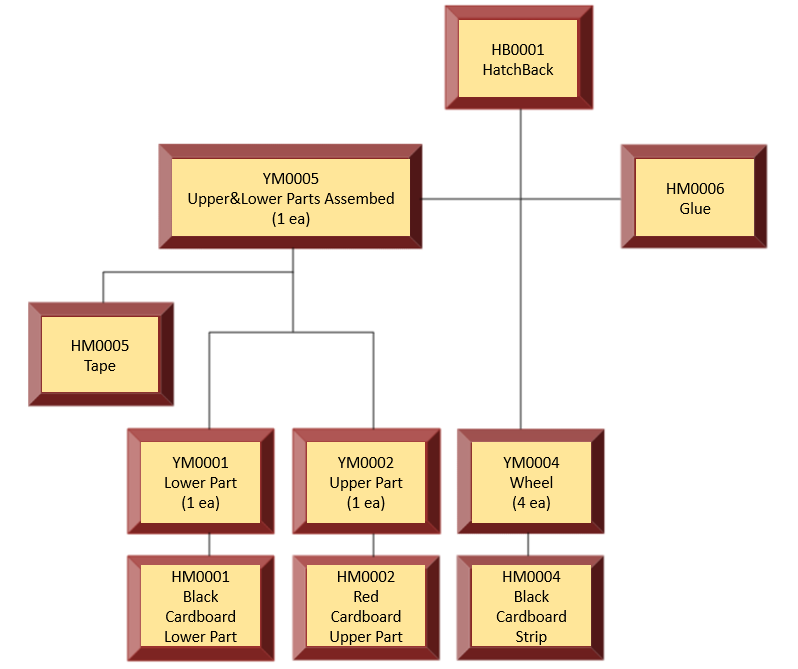 HB0001
HatchBack
YM0005
Upper&Lower Parts Assembed
(1 ea)
HM0006
Glue
HM0005
Tape
YM0001
Lower Part
(1 ea)
YM0002
Upper Part
(1 ea)
YM0004
Wheel
(4 ea)
HM0001
Black
Cardboard
Lower Part
HM0002
Red
Cardboard
Upper Part
HM0004
Black
Cardboard
Strip